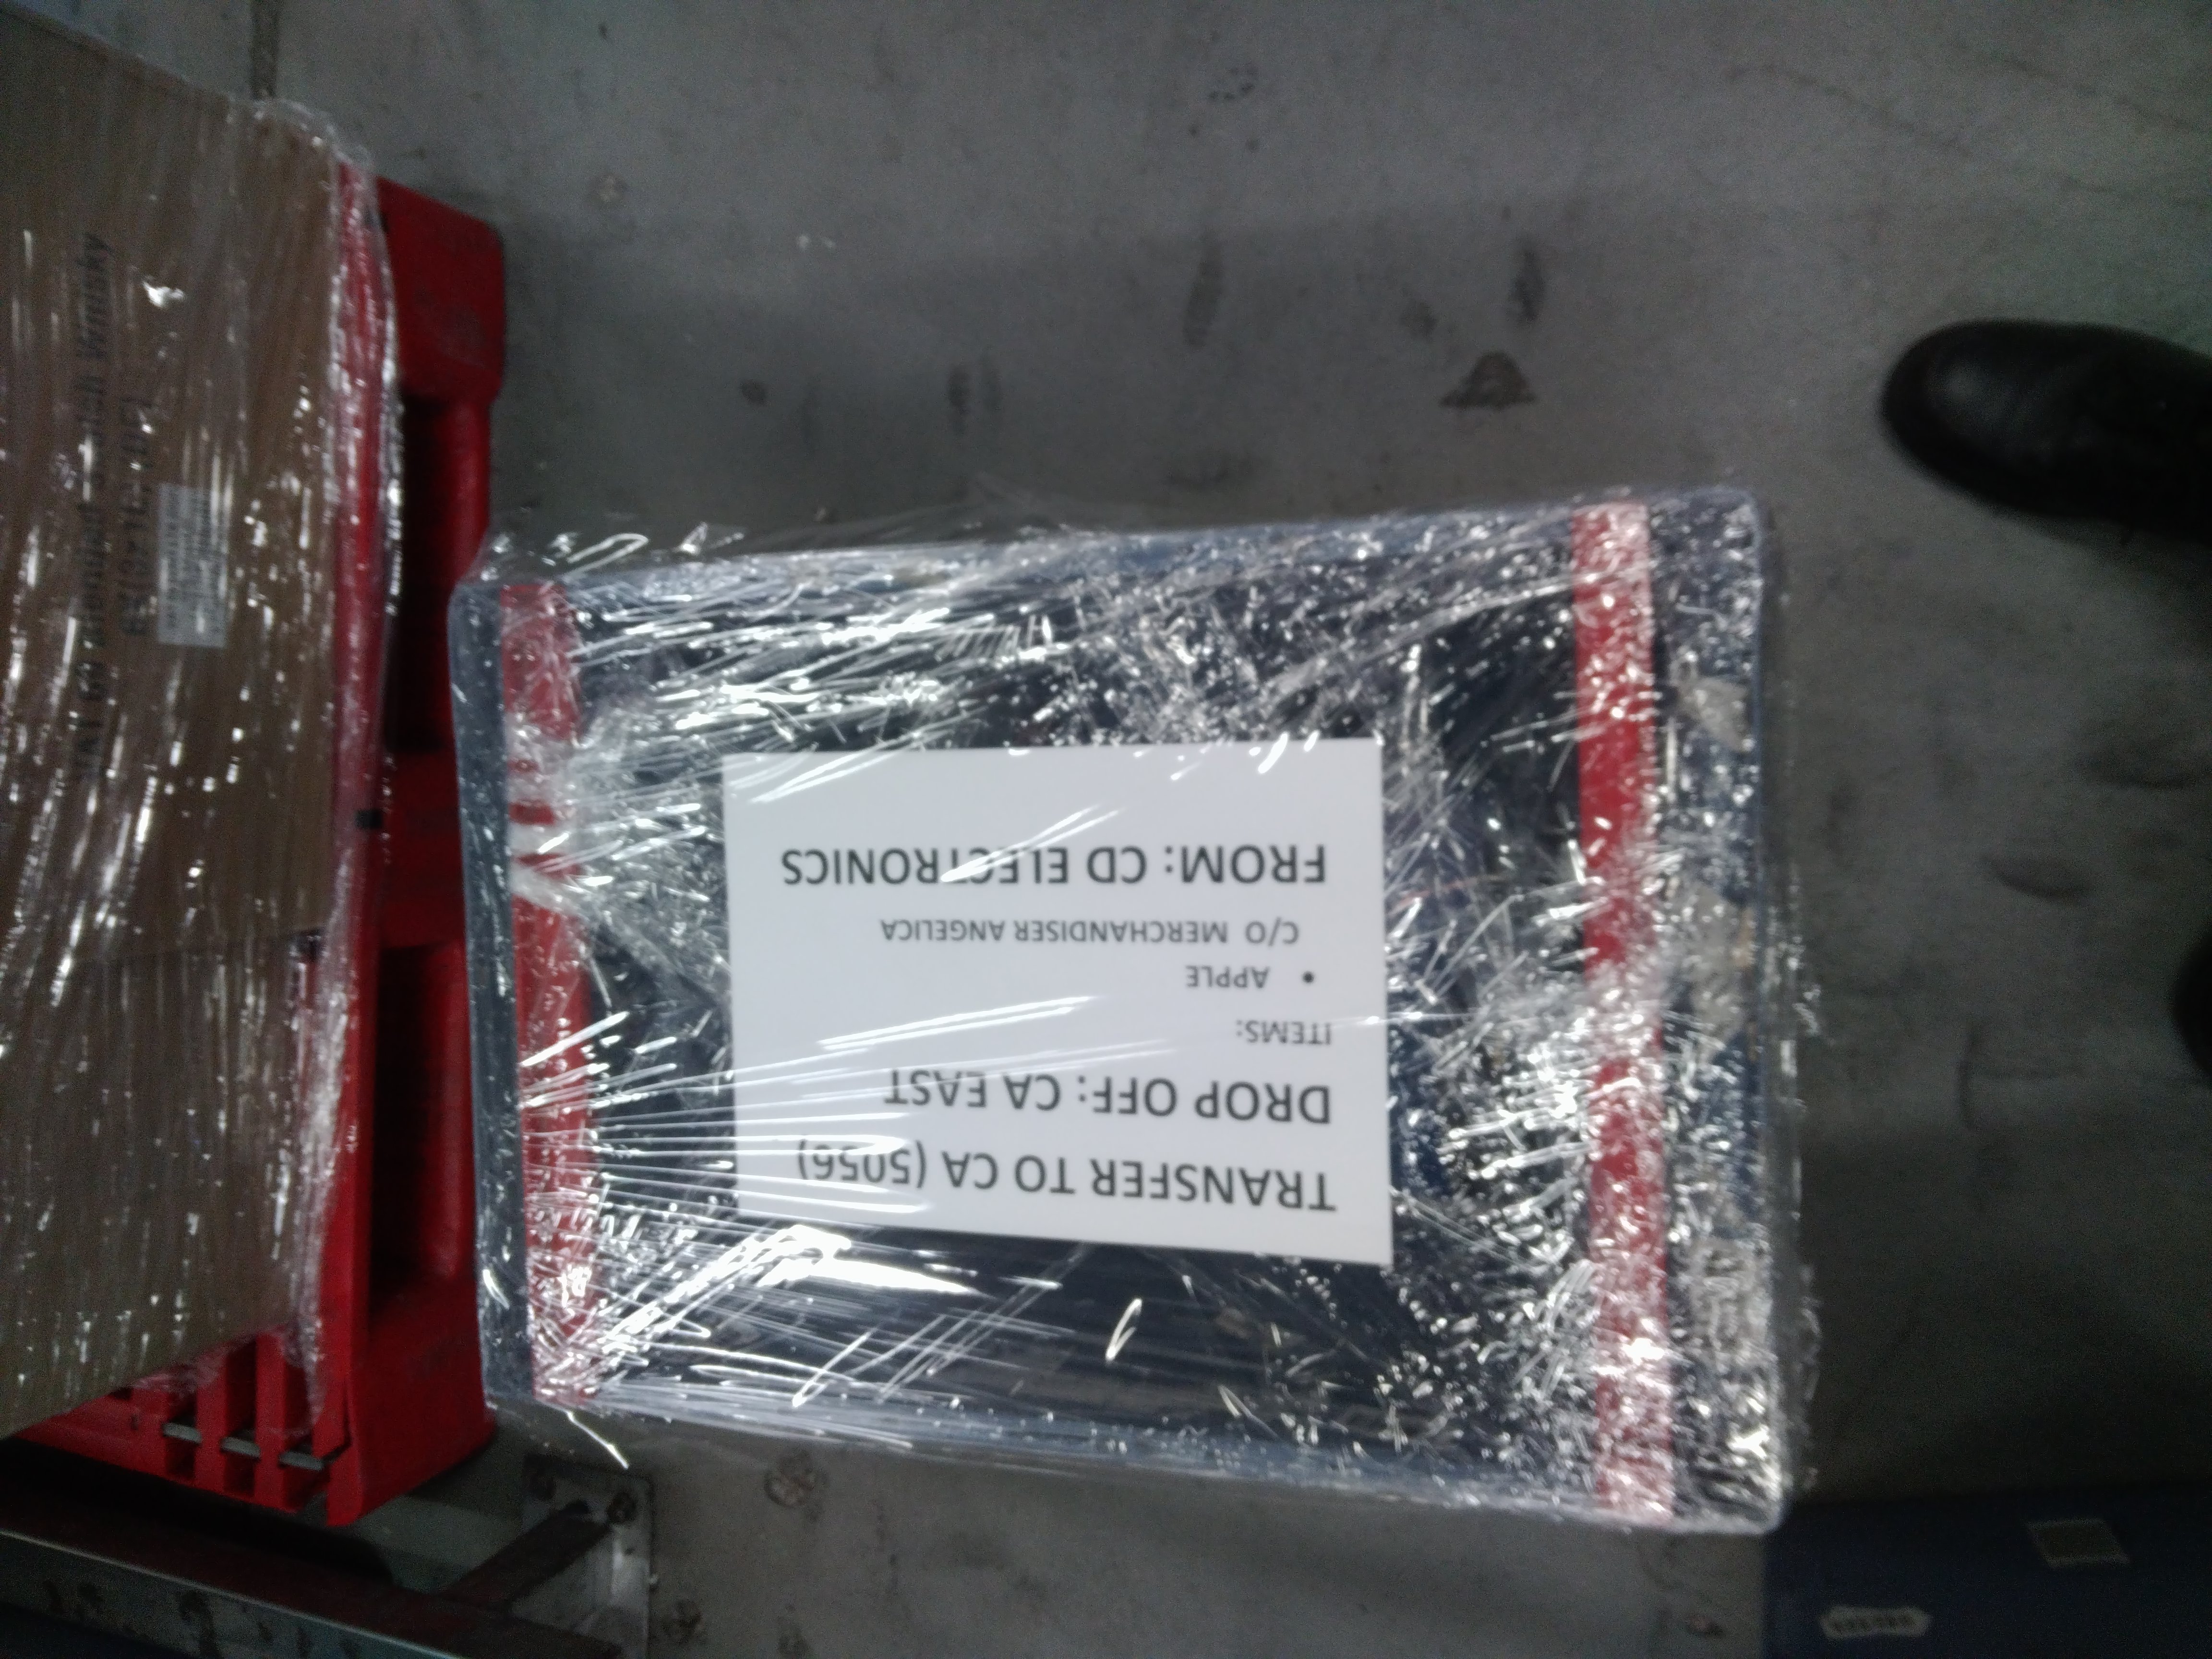 TRANSFER TO CA (5056)
DROP OFF: CA EAST
ITEMS:
• APPLE
C/O MERCHANDISER ANGELICA
FROM: CD ELECTRONICS